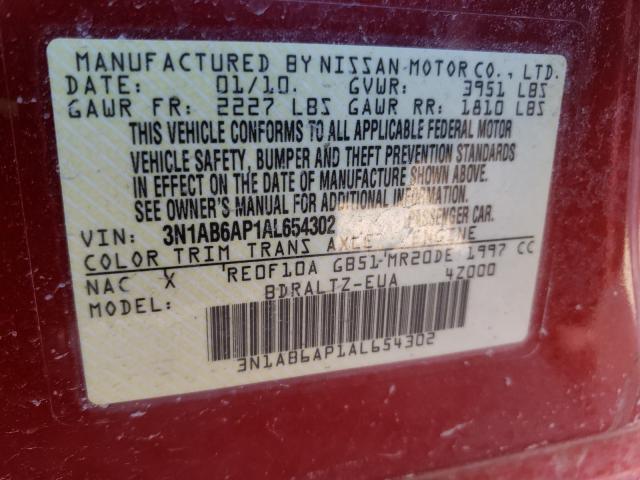 MANUFACTURED BY NISSAN MOTOR CO., LTD.
DATE: 01/10. GVWR: 3951 LBS
GAWR FR: 2227 LBS GAWR RR: 1810 LBS
THIS VEHICLE CONFORMS TO ALL APPLICABLE FEDERAL MOTOR
VEHICLE SAFETY, BUMPER AND THEFT PREVENTION STANDARDS
IN EFFECT ON THE DATE OF MANUFACTURE SHOWN ABOVE.
SEE OWNER'S MANUAL FOR
VIN: 3N1AB6AP1AL654302 PASSENGER CAR.
COLOR TRIM TRANS AXLE ENGINE
NAC X RE0F10A GB51 MR20DE 1997 CC
MODEL: BDRALTZ-EUA 4Z000
3N1AB6AP1AL654302